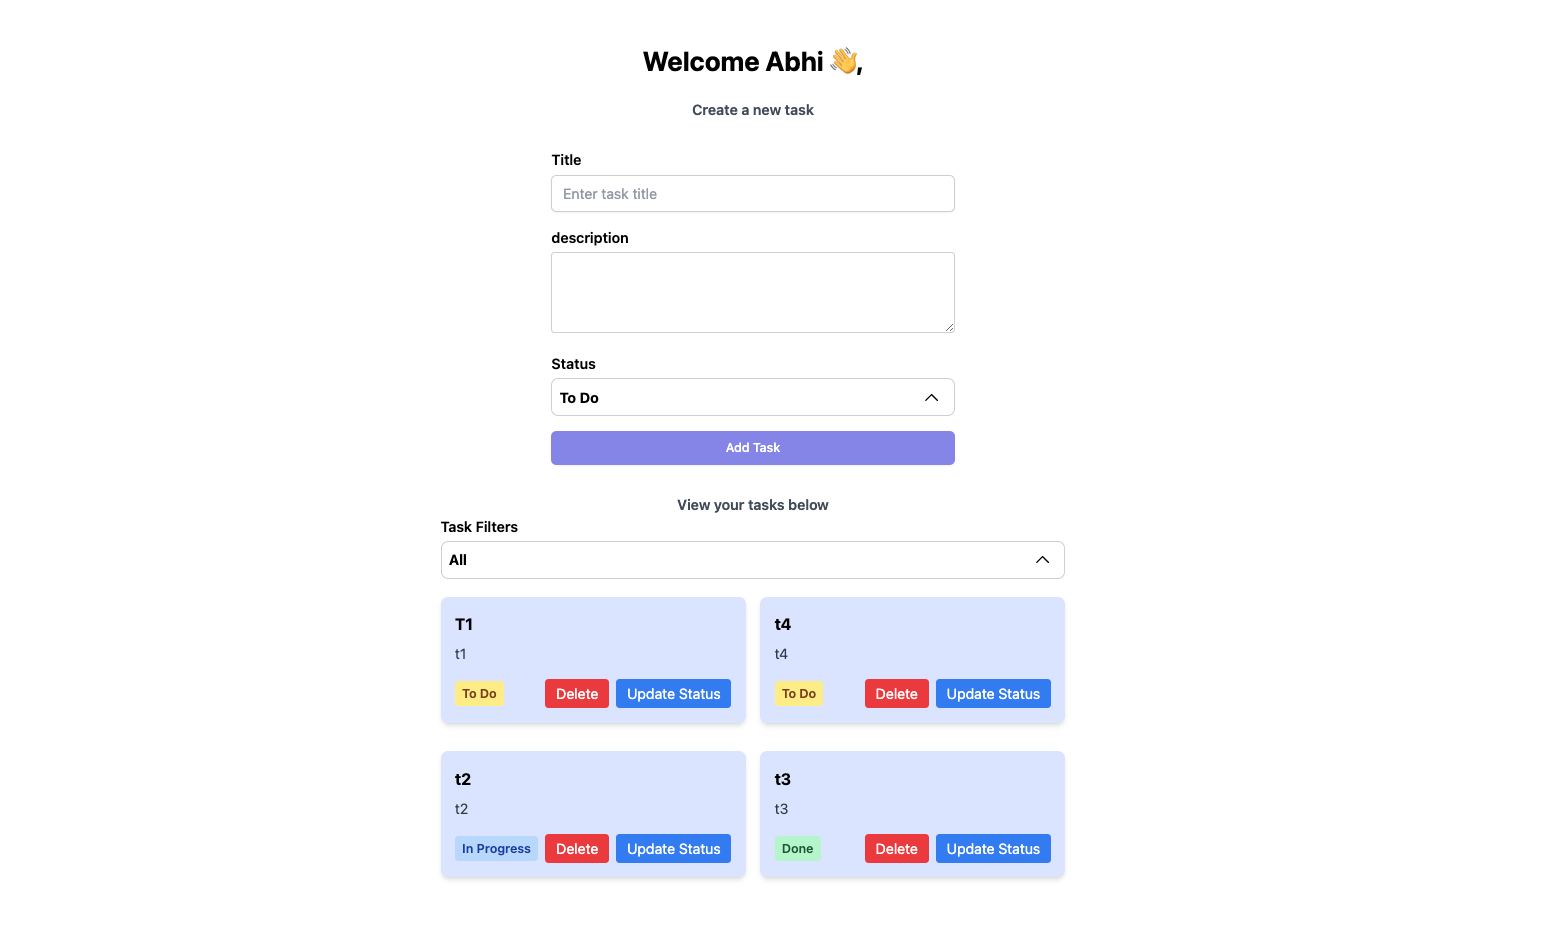 Welcome Abhi 👋,
Create a new task
Title
Enter task title
description
Status
To Do
Add Task
View your tasks below
Task Filters
All
T1
t1
To Do Delete Update Status
t4
t4
To Do Delete Update Status
t2
t2
In Progress Delete Update Status
t3
t3
Done Delete Update Status